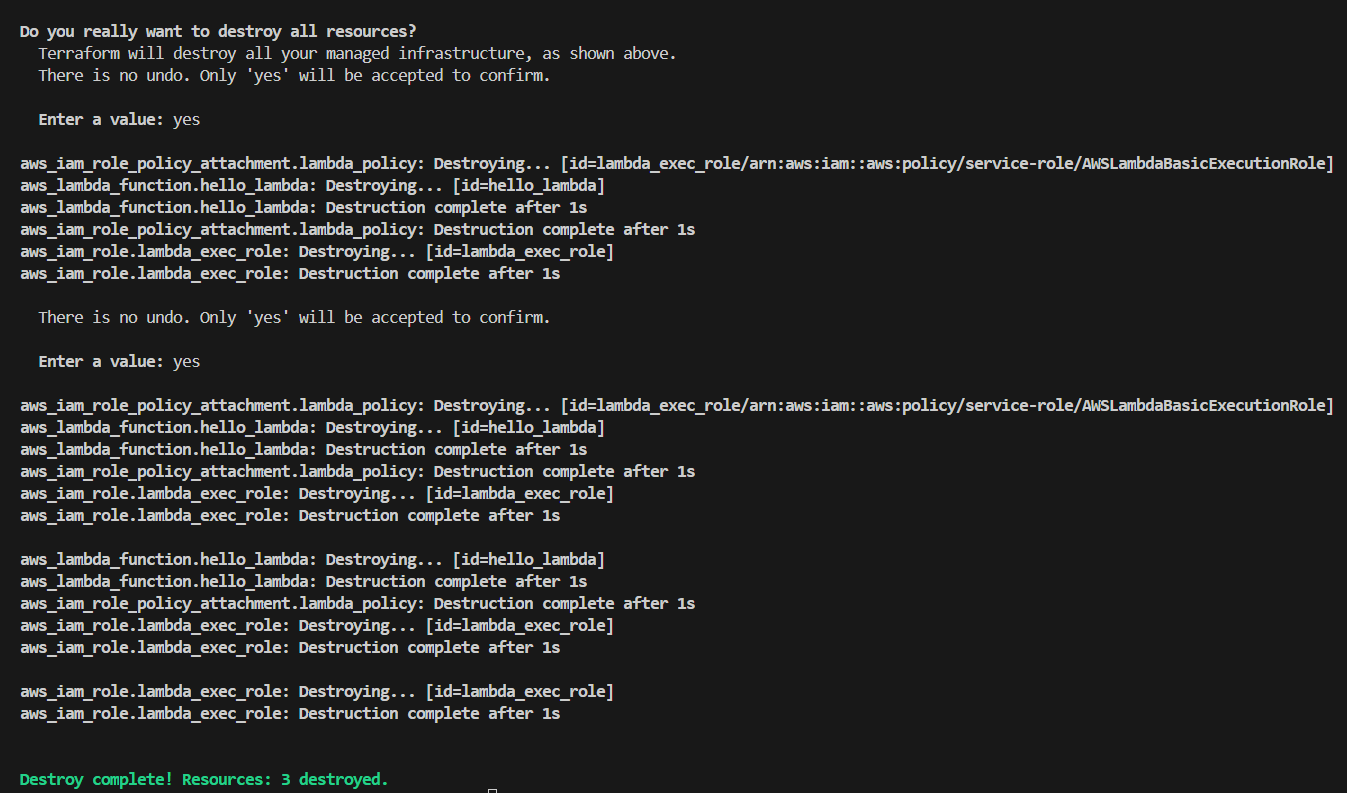 Do you really want to destroy all resources?
Terraform will destroy all your managed infrastructure, as shown above.
There is no undo. Only 'yes' will be accepted to confirm.
Enter a value: yes
aws_iam_role_policy_attachment.lambda_policy: Destroying... [id=lambda_exec_role/arn:aws:iam::aws:policy/service-role/AWSLambdaBasicExecutionRole]
aws_lambda_function.hello_lambda: Destroying... [id=hello_lambda]
aws_lambda_function.hello_lambda: Destruction complete after 1s
aws_iam_role_policy_attachment.lambda_policy: Destruction complete after 1s
aws_iam_role.lambda_exec_role: Destroying... [id=lambda_exec_role]
aws_iam_role.lambda_exec_role: Destruction complete after 1s
There is no undo. Only 'yes' will be accepted to confirm.
Enter a value: yes
aws_iam_role_policy_attachment.lambda_policy: Destroying... [id=lambda_exec_role/arn:aws:iam::aws:policy/service-role/AWSLambdaBasicExecutionRole]
aws_lambda_function.hello_lambda: Destroying... [id=hello_lambda]
aws_lambda_function.hello_lambda: Destruction complete after 1s
aws_iam_role_policy_attachment.lambda_policy: Destruction complete after 1s
aws_iam_role.lambda_exec_role: Destroying... [id=lambda_exec_role]
aws_iam_role.lambda_exec_role: Destruction complete after 1s
aws_lambda_function.hello_lambda: Destroying... [id=hello_lambda]
aws_lambda_function.hello_lambda: Destruction complete after 1s
aws_iam_role_policy_attachment.lambda_policy: Destruction complete after 1s
aws_iam_role.lambda_exec_role: Destroying... [id=lambda_exec_role]
aws_iam_role.lambda_exec_role: Destruction complete after 1s
aws_iam_role.lambda_exec_role: Destroying... [id=lambda_exec_role]
aws_iam_role.lambda_exec_role: Destruction complete after 1s
Destroy complete! Resources: 3 destroyed.